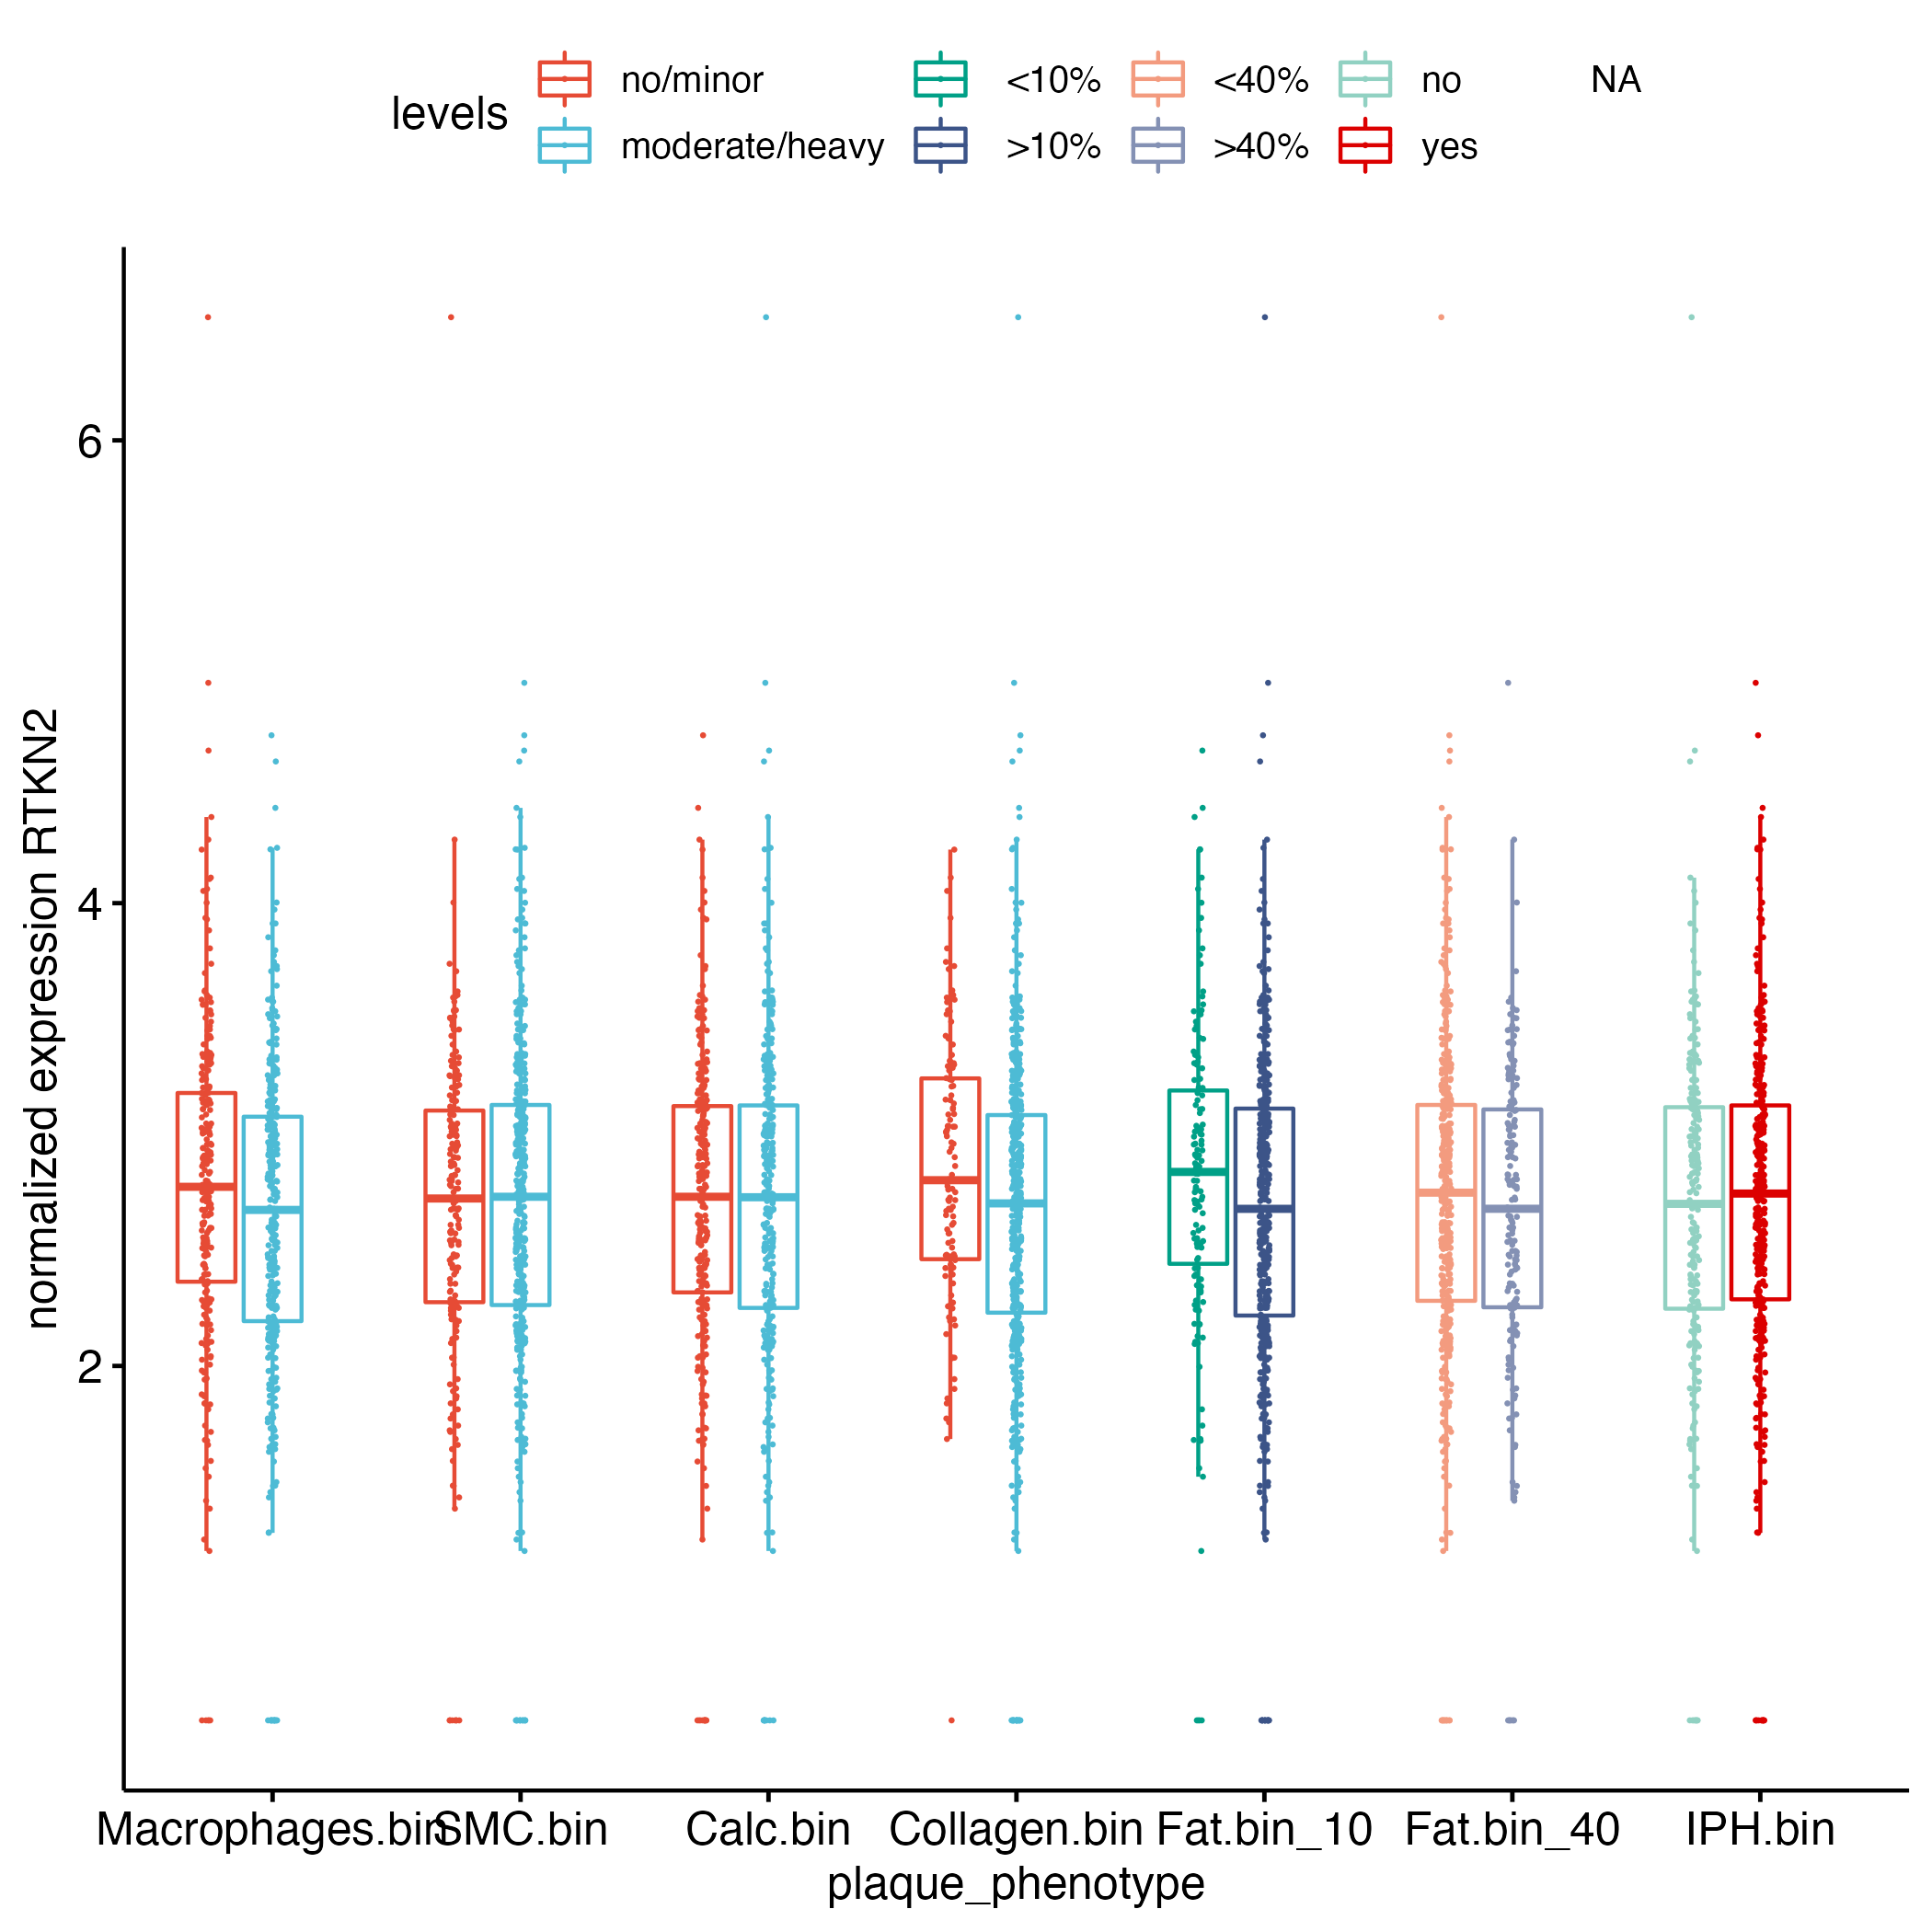 levels
no/minor <10% <40% no NA
moderate/heavy >10% >40% yes
normalized expression RTKN2
6
4
2
Macrophages.bin SMC.bin Calc.bin Collagen.bin Fat.bin_10 Fat.bin_40 IPH.bin
plaque_phenotype